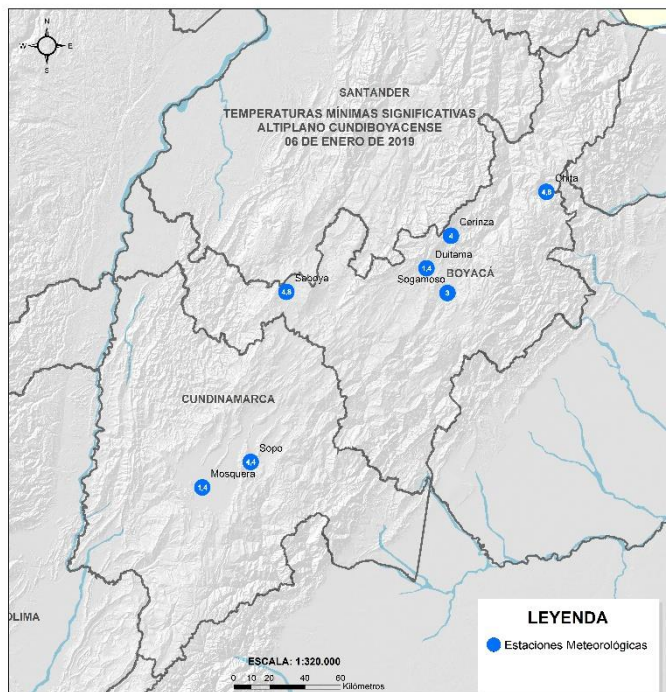 N
W
E
S
SANTANDER
TEMPERATURAS MÍNIMAS SIGNIFICATIVAS
ALTIPLANO CUNDIBOYACENSE
06 DE ENERO DE 2019
Chita
4,8
Cerinza
4
Duitama
1,4
BOYACÁ
Sogamoso
3
Saboya
4,8
CUNDINAMARCA
Sopo
4,4
Mosquera
1,4
OLIMA
LEYENDA
Estaciones Meteorológicas
ESCALA: 1:320.000
0 10 20 40 60
Kilómetros